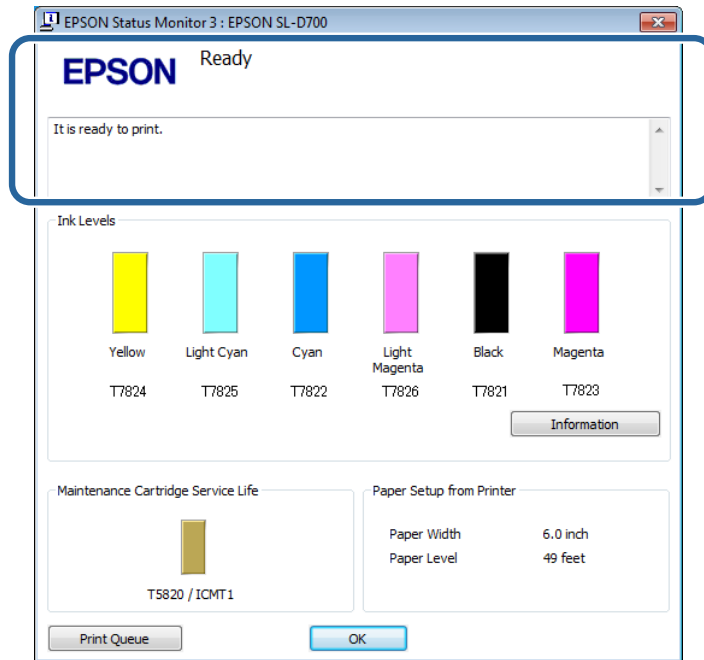 EPSON Status Monitor 3 : EPSON SL-D700
EPSON
Ready
It is ready to print.
Ink Levels
Yellow
Light Cyan
Cyan
Light
Magenta
Black
Magenta
T7824
T7825
T7822
T7826
T7821
T7823
Information
Maintenance Cartridge Service Life
T5820 / ICMT1
Paper Setup from Printer
Paper Width 6.0 inch
Paper Level 49 feet
Print Queue
OK